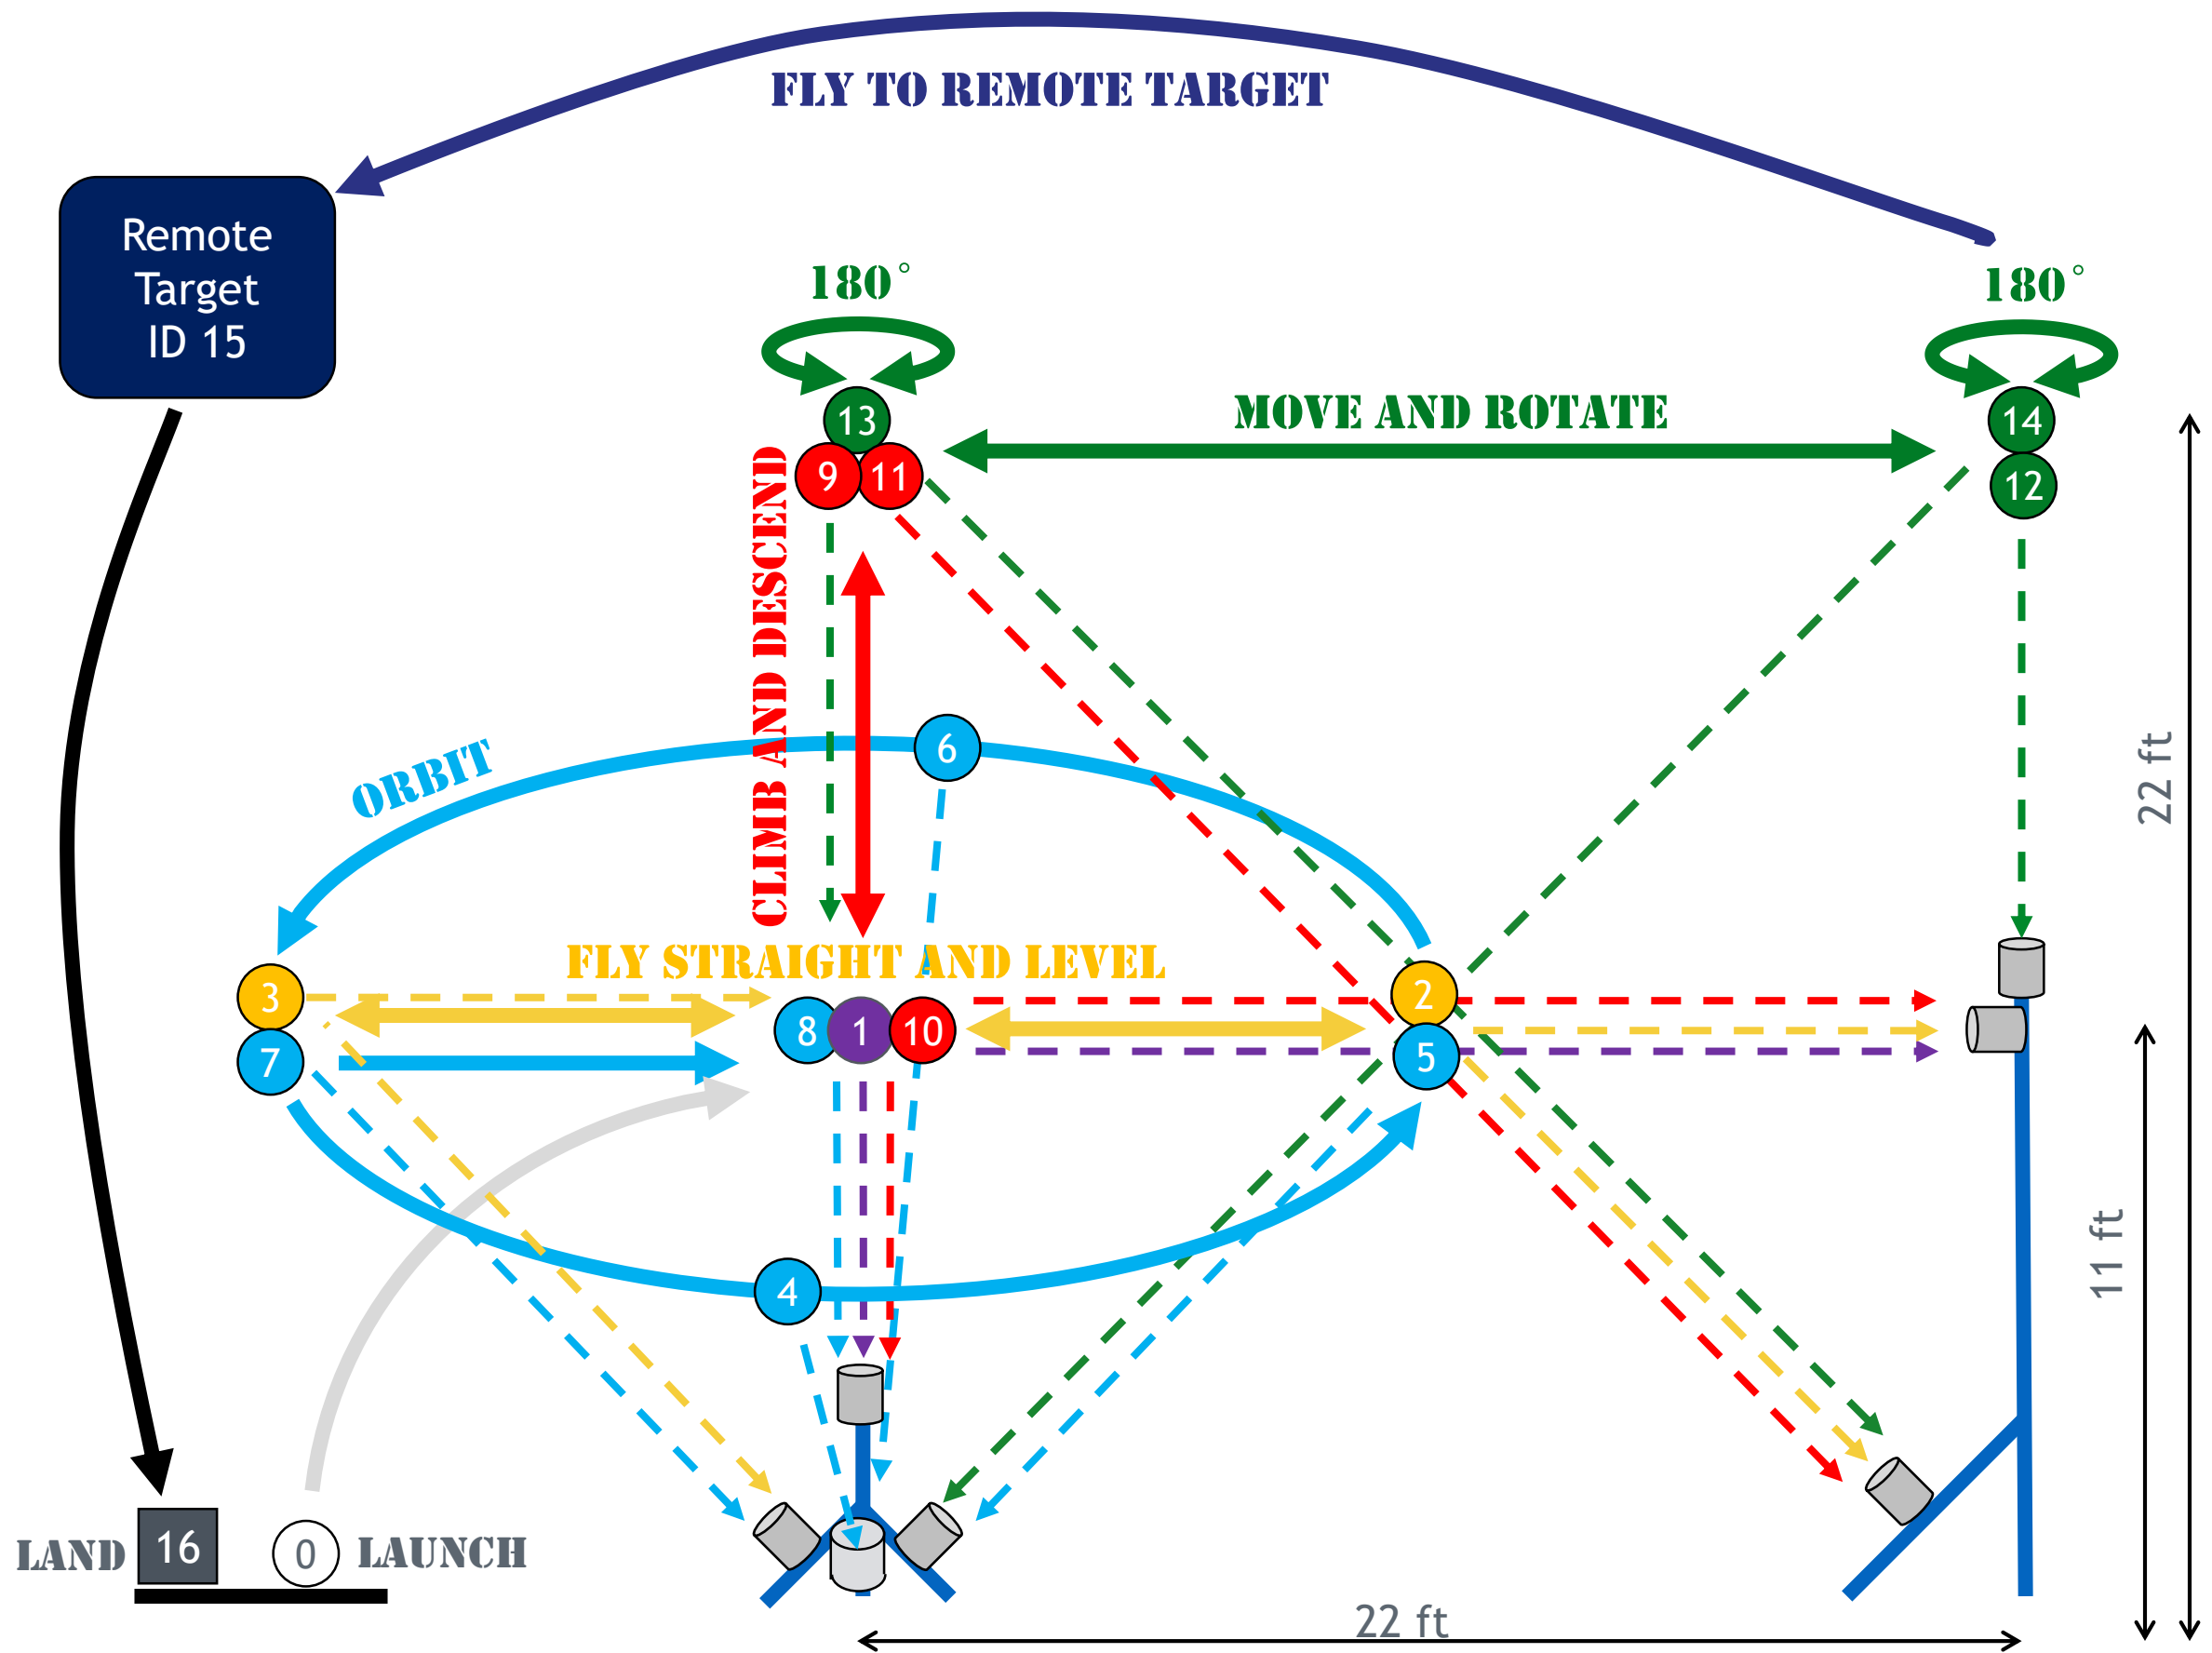 FLY TO REMOTE TARGET
Remote
Target
ID 15
180°
180°
13
9
11
MOVE AND ROTATE
14
12
CLIMB AND DESCEND
22 ft
ORBIT
6
FLY STRAIGHT AND LEVEL
3
7
8
1
10
2
5
11 ft
4
LAND
16
0
LAUNCH
22 ft